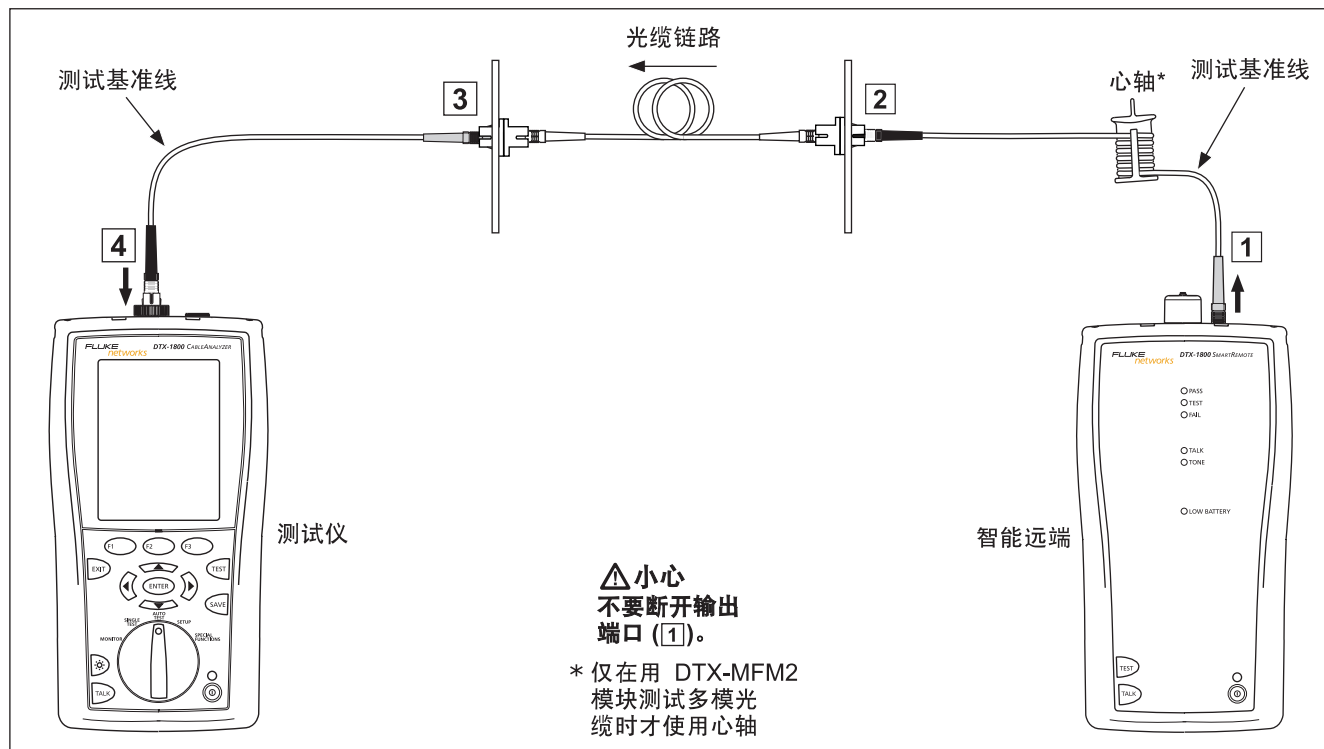 光缆链路
测试基准线
3
2
心轴*
测试基准线
4
1
FLUKE
networks
DTX-1800 CABLEANALYZER
F1
F2
F3
EXIT
TEST
ENTER
SAVE
MONITOR
SINGLE
TEST
AUTO
TEST
SETUP
SPECIAL
FUNCTIONS
TALK
测试仪
小心
不要断开输出
端口 (1)。
* 仅在用 DTX-MFM2
模块测试多模光
缆时才使用心轴
智能远端
FLUKE
networks
DTX-1800 SMARTREMOTE
PASS
TEST
FAIL
TALK
TONE
LOW BATTERY
TEST
TALK